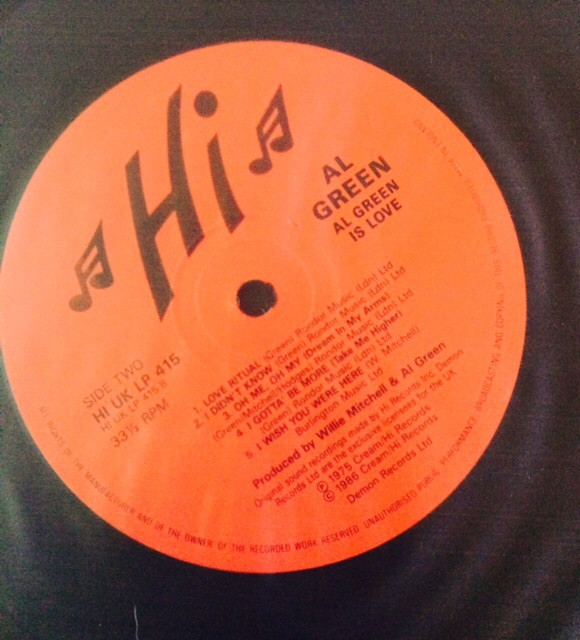 Hi
AL
GREEN
AL GREEN
IS LOVE
SIDE TWO
HI UK LP 415
HI UK LP 415 B
33⅓ RPM
1. LOVE RITUAL (Green) Rondor Music (Ldn) Ltd
2. I DIDN'T KNOW (Green) Rondor Music (Ldn) Ltd
3. OH ME, OH MY (Dream In My Arms)
(Green/Mitchell/Hodges) Rondor Music (Ldn) Ltd
4. I GOTTA BE MORE (Take Me Higher)
(Green) Rondor Music (Ldn) Ltd
5. I WISH YOU WERE HERE (W. Mitchell)
Burlington Music Ltd
Produced by Willie Mitchell & Al Green
Original sound recordings made by Hi Records Inc. Demon
Records Ltd are the exclusive licensees for the UK.
℗ 1975 Cream/Hi Records
© 1986 Cream/Hi Records
Demon Records Ltd
ALL RIGHTS OF THE MANUFACTURER AND OF THE OWNER OF THE RECORDED WORK RESERVED. UNAUTHORISED PUBLIC PERFORMANCE, BROADCASTING AND COPYING OF THIS